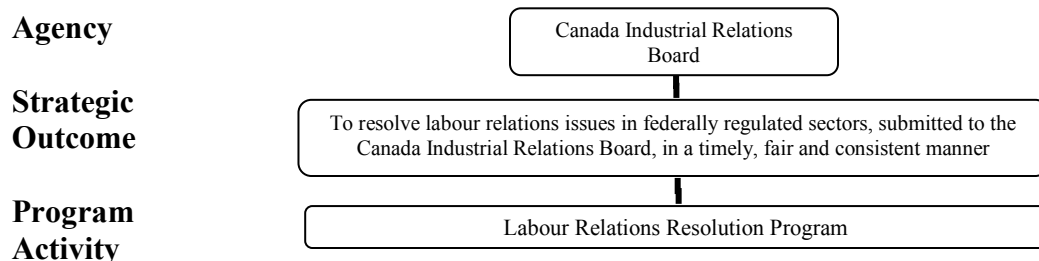 Agency
Canada Industrial Relations
Board
Strategic
Outcome
To resolve labour relations issues in federally regulated sectors, submitted to the
Canada Industrial Relations Board, in a timely, fair and consistent manner
Program
Activity
Labour Relations Resolution Program